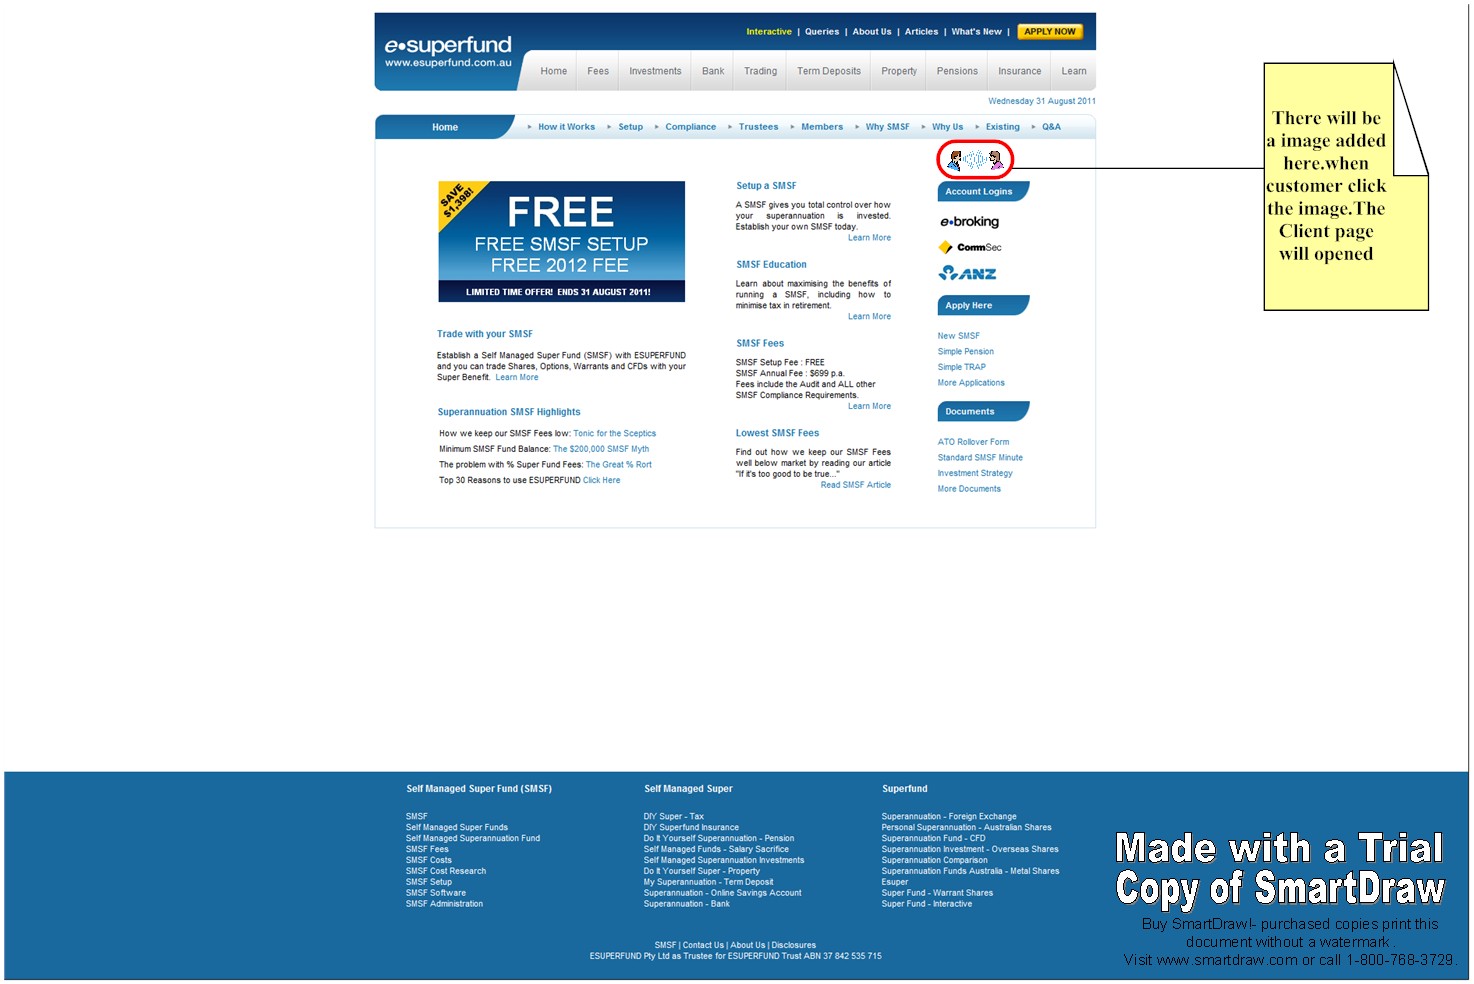 e•superfund
www.esuperfund.com.au
Interactive | Queries | About Us | Articles | What's New | APPLY NOW
Home Fees Investments Bank Trading Term Deposits Property Pensions Insurance Learn
Wednesday 31 August 2011
Home
How it Works Setup Compliance Trustees Members Why SMSF Why Us Existing Q&A
SAVE
$1,398!
FREE
FREE SMSF SETUP
FREE 2012 FEE
LIMITED TIME OFFER! ENDS 31 AUGUST 2011!
Trade with your SMSF
Establish a Self Managed Super Fund (SMSF) with ESUPERFUND
and you can trade Shares, Options, Warrants and CFDs with your
Super Benefit. Learn More
Superannuation SMSF Highlights
How we keep our SMSF Fees low: Tonic for the Sceptics
Minimum SMSF Fund Balance: The $200,000 SMSF Myth
The problem with % Super Fund Fees: The Great % Rort
Top 30 Reasons to use ESUPERFUND Click Here
Setup a SMSF
A SMSF gives you total control over how
your superannuation is invested.
Establish your own SMSF today.
Learn More
SMSF Education
Learn about maximising the benefits of
running a SMSF, including how to
minimise tax in retirement.
Learn More
SMSF Fees
SMSF Setup Fee : FREE
SMSF Annual Fee : $699 p.a.
Fees include the Audit and ALL other
SMSF Compliance Requirements.
Learn More
Lowest SMSF Fees
Find out how we keep our SMSF Fees
well below market by reading our article
"If it's too good to be true..."
Read SMSF Article
Account Logins
e•broking
CommSec
ANZ
Apply Here
New SMSF
Simple Pension
Simple TRAP
More Applications
Documents
ATO Rollover Form
Standard SMSF Minute
Investment Strategy
More Documents
There will be
a image added
here.when
customer click
the image.The
Client page
will opened
Self Managed Super Fund (SMSF)
SMSF
Self Managed Super Funds
Self Managed Superannuation Fund
SMSF Fees
SMSF Costs
SMSF Cost Research
SMSF Setup
SMSF Software
SMSF Administration
Self Managed Super
DIY Super - Tax
DIY Superfund Insurance
Do It Yourself Superannuation - Pension
Self Managed Funds - Salary Sacrifice
Self Managed Superannuation Investments
Do It Yourself Super - Property
My Superannuation - Term Deposit
Superannuation - Online Savings Account
Superannuation - Bank
Superfund
Superannuation - Foreign Exchange
Personal Superannuation - Australian Shares
Superannuation Fund - CFD
Superannuation Investment - Overseas Shares
Superannuation Comparison
Superannuation Funds Australia - Metal Shares
Esuper
Super Fund - Warrant Shares
Super Fund - Interactive
SMSF | Contact Us | About Us | Disclosures
ESUPERFUND Pty Ltd as Trustee for ESUPERFUND Trust ABN 37 842 535 715
Made with a Trial
Copy of SmartDraw
Buy SmartDraw!- purchased copies print this
document without a watermark .
Visit www.smartdraw.com or call 1-800-768-3729.